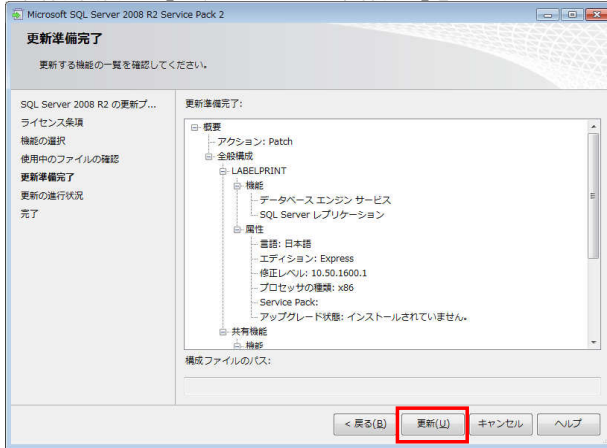 Microsoft SQL Server 2008 R2 Service Pack 2
更新準備完了
更新する機能の一覧を確認してください。
SQL Server 2008 R2 の更新プ...
ライセンス条項
機能の選択
使用中のファイルの確認
更新準備完了
更新の進行状況
完了
更新準備完了:
概要
アクション: Patch
全般構成
LABELPRINT
機能
データベース エンジン サービス
SQL Server レプリケーション
属性
言語: 日本語
エディション: Express
修正レベル: 10.50.1600.1
プロセッサの種類: x86
Service Pack:
アップグレード状態: インストールされていません。
共有機能
機能
構成ファイルのパス:
< 戻る(B)
更新(U)
キャンセル
ヘルプ